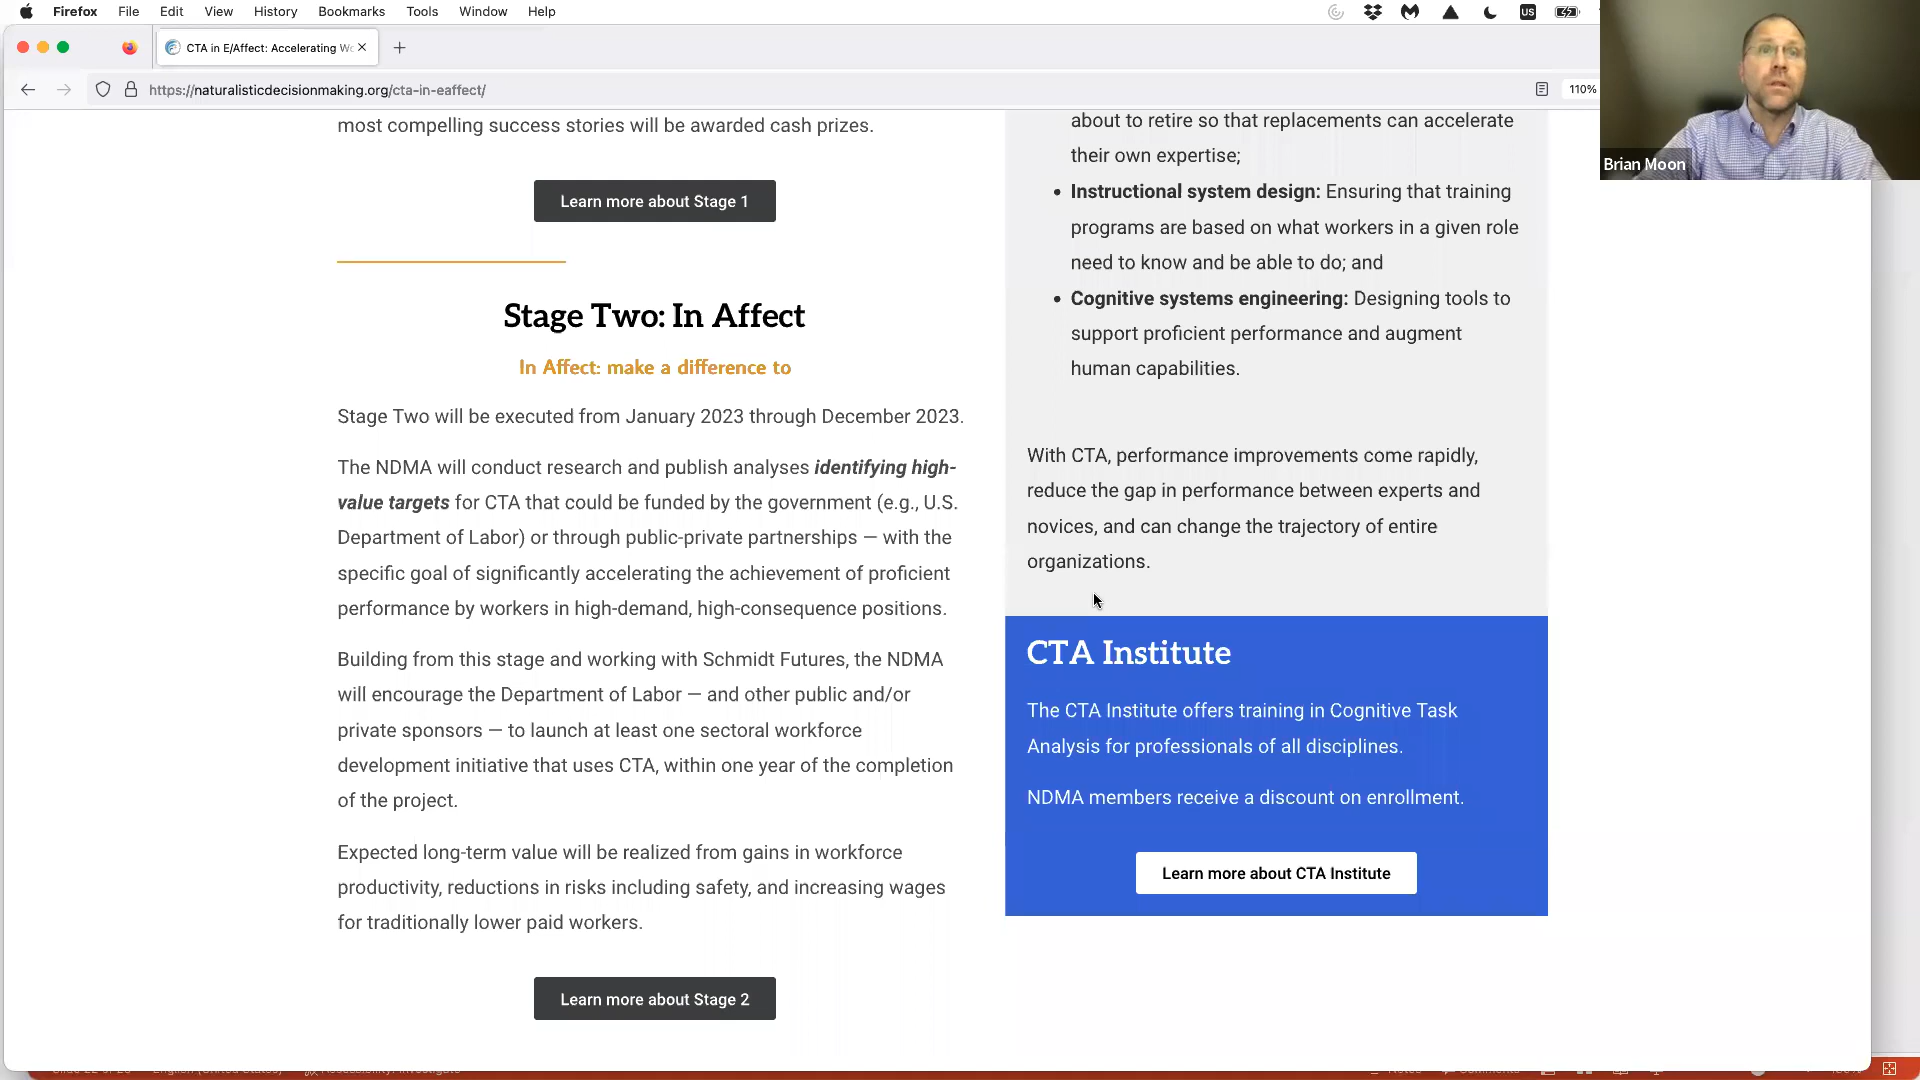 Firefox File Edit View History Bookmarks Tools Window Help
US
CTA in E/Affect: Accelerating Wo
https://naturalisticdecisionmaking.org/cta-in-eaffect/
110%
Brian Moon
most compelling success stories will be awarded cash prizes.
Learn more about Stage 1
Stage Two: In Affect
In Affect: make a difference to
Stage Two will be executed from January 2023 through December 2023.
The NDMA will conduct research and publish analyses identifying high-
value targets for CTA that could be funded by the government (e.g., U.S.
Department of Labor) or through public-private partnerships — with the
specific goal of significantly accelerating the achievement of proficient
performance by workers in high-demand, high-consequence positions.
Building from this stage and working with Schmidt Futures, the NDMA
will encourage the Department of Labor — and other public and/or
private sponsors — to launch at least one sectoral workforce
development initiative that uses CTA, within one year of the completion
of the project.
Expected long-term value will be realized from gains in workforce
productivity, reductions in risks including safety, and increasing wages
for traditionally lower paid workers.
Learn more about Stage 2
about to retire so that replacements can accelerate
their own expertise;
• Instructional system design: Ensuring that training
programs are based on what workers in a given role
need to know and be able to do; and
• Cognitive systems engineering: Designing tools to
support proficient performance and augment
human capabilities.
With CTA, performance improvements come rapidly,
reduce the gap in performance between experts and
novices, and can change the trajectory of entire
organizations.
CTA Institute
The CTA Institute offers training in Cognitive Task
Analysis for professionals of all disciplines.
NDMA members receive a discount on enrollment.
Learn more about CTA Institute